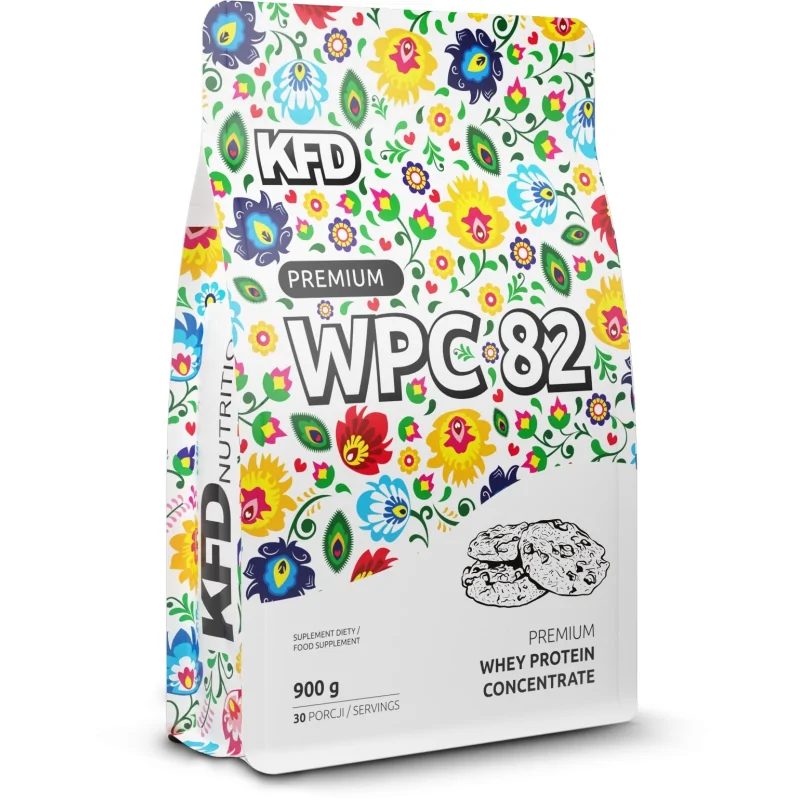 KFD
PREMIUM
WPC 82
KFD NUTRITIO
SUPLEMENT DIETY /
FOOD SUPPLEMENT
900 g
30 PORCJI / SERVINGS
PREMIUM
WHEY PROTEIN
CONCENTRATE